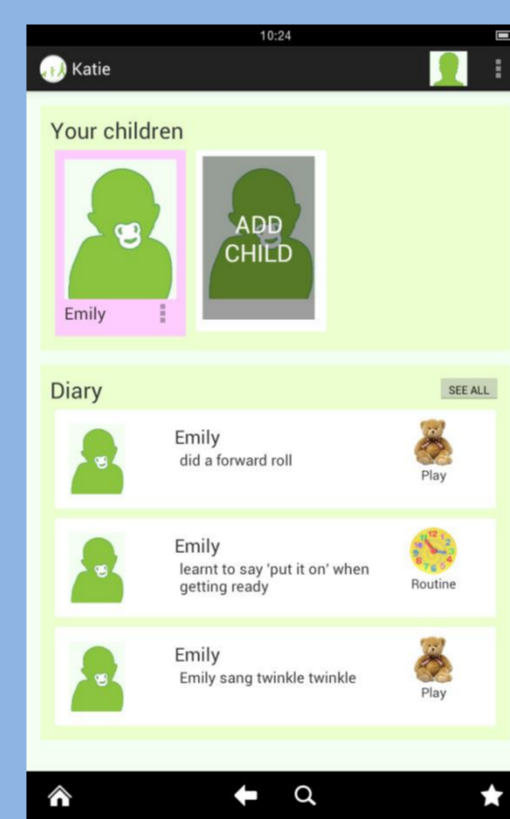 10:24
Katie
Your children
ADD
CHILD
Emily
Diary
SEE ALL
Emily
did a forward roll
Play
Emily
learnt to say 'put it on' when
getting ready
Routine
Emily
Emily sang twinkle twinkle
Play